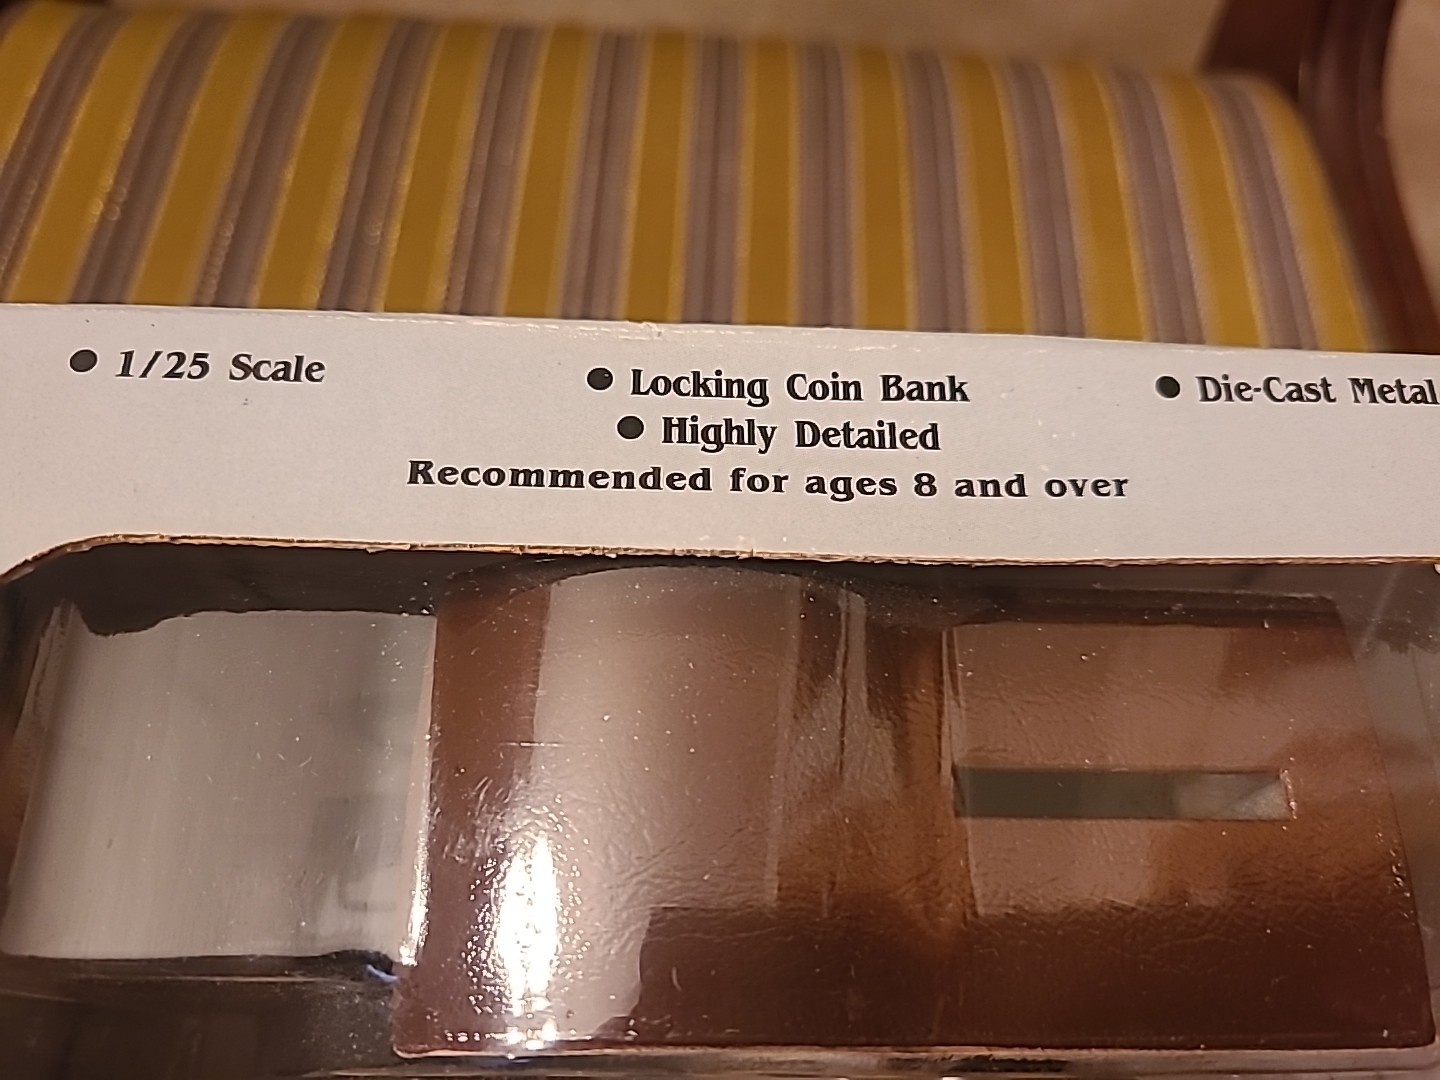 ● 1/25 Scale
● Locking Coin Bank
● Die-Cast Metal
● Highly Detailed
Recommended for ages 8 and over